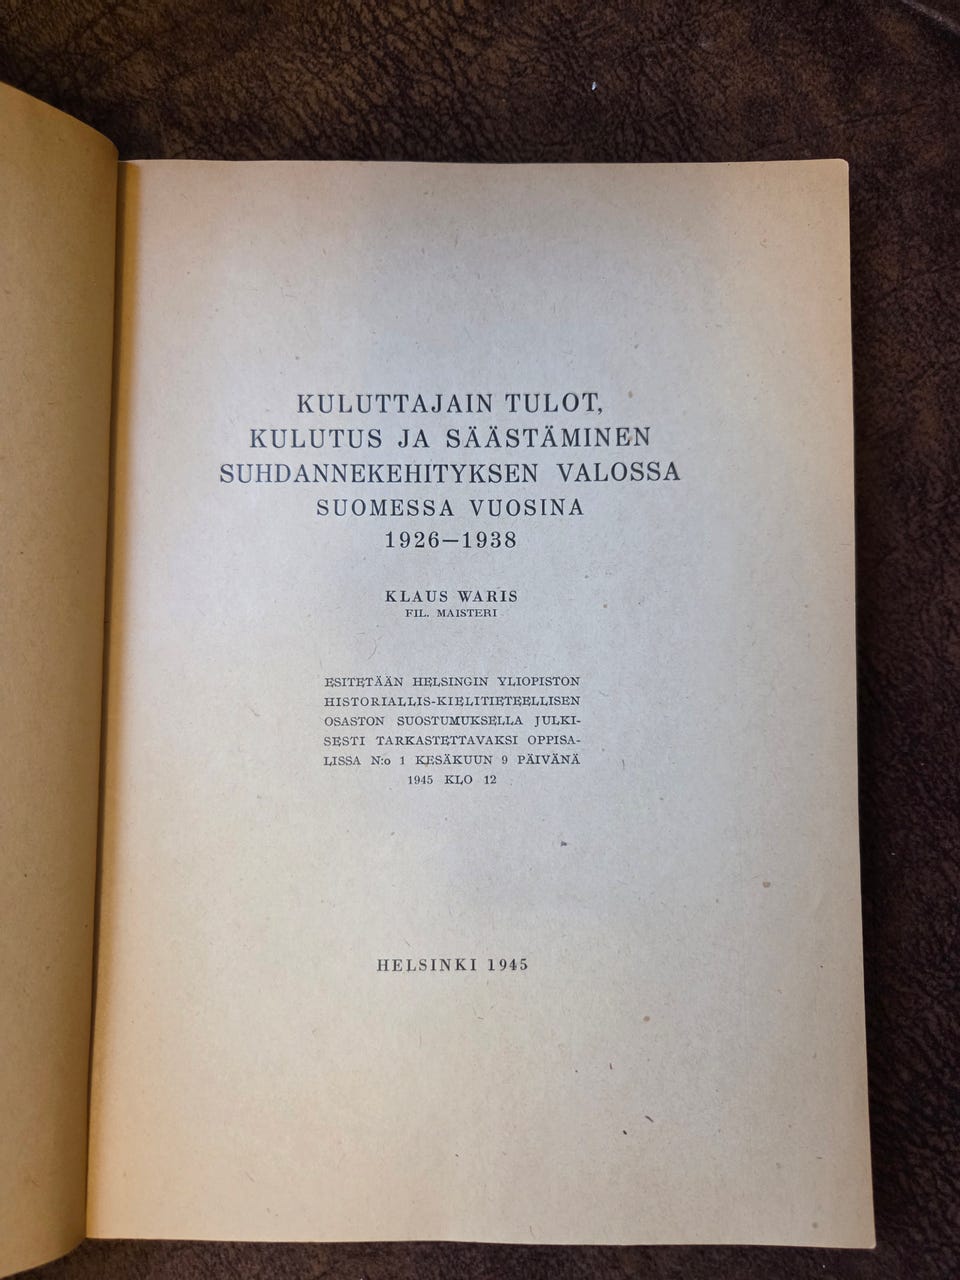 KULUTTAJAIN TULOT,
KULUTUS JA SÄÄSTÄMINEN
SUHDANNEKEHITYKSEN VALOSSA
SUOMESSA VUOSINA
1926—1938
KLAUS WARIS
FIL. MAISTERI
ESITETÄÄN HELSINGIN YLIOPISTON
HISTORIALLIS-KIELITIETEELLISEN
OSASTON SUOSTUMUKSELLA JULKI-
SESTI TARKASTETTAVAKSI OPPISA-
LISSA N:o 1 KESÄKUUN 9 PÄIVÄNÄ
1945 KLO 12
HELSINKI 1945